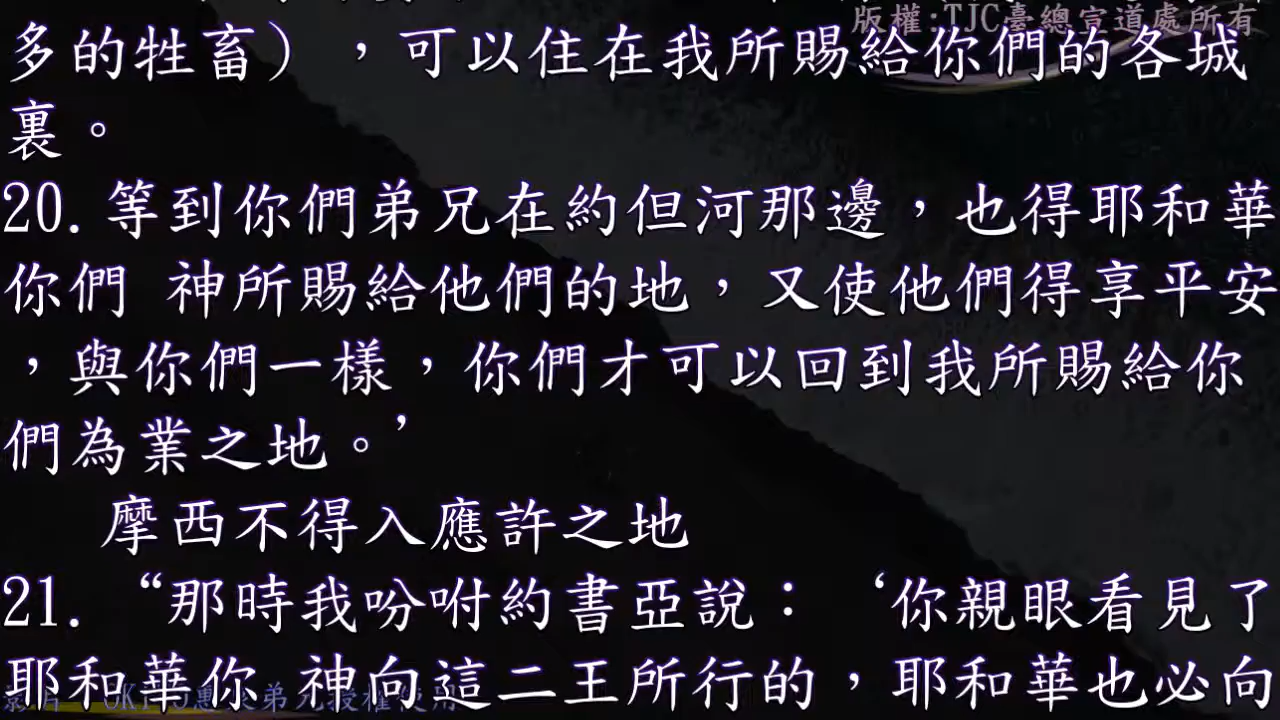 版權:TJC臺總宣道處所有
多的牲畜），可以住在我所賜給你們的各城
裏。
20.等到你們弟兄在約但河那邊，也得耶和華
你們 神所賜給他們的地，又使他們得享平安
，與你們一樣，你們才可以回到我所賜給你
們為業之地。’
摩西不得入應許之地
21.“那時我吩咐約書亞說：‘你親眼看見了
耶和華你 神向這二王所行的，耶和華也必向